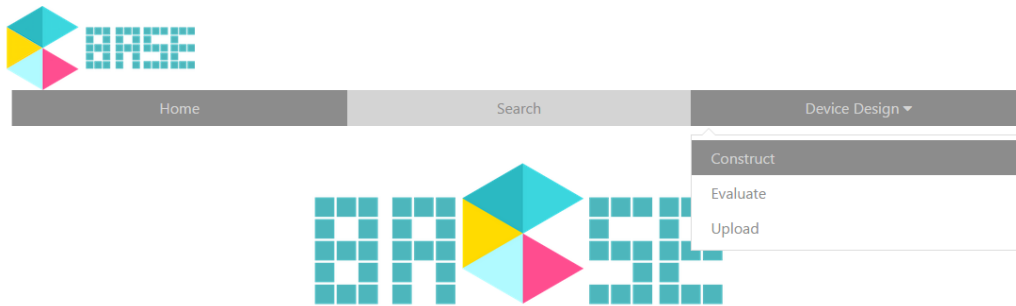 BASE
Home Search Device Design
Construct
Evaluate
Upload
BASE